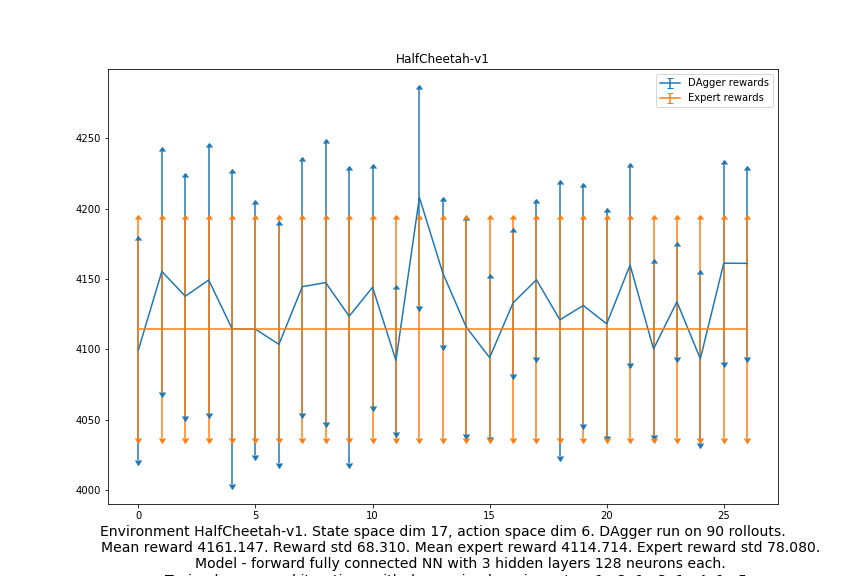 HalfCheetah-v1
DAgger rewards
Expert rewards
4250
4200
4150
4100
4050
4000
0 5 10 15 20 25
Environment HalfCheetah-v1. State space dim 17, action space dim 6. DAgger run on 90 rollouts.
Mean reward 4161.147. Reward std 68.310. Mean expert reward 4114.714. Expert reward std 78.080.
Model - forward fully connected NN with 3 hidden layers 128 neurons each.